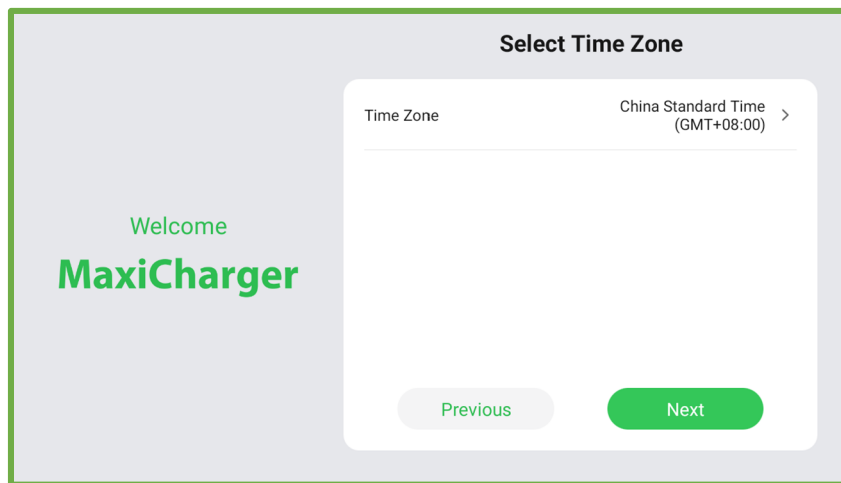 Select Time Zone
Time Zone
China Standard Time
(GMT+08:00)
Welcome
MaxiCharger
Previous
Next